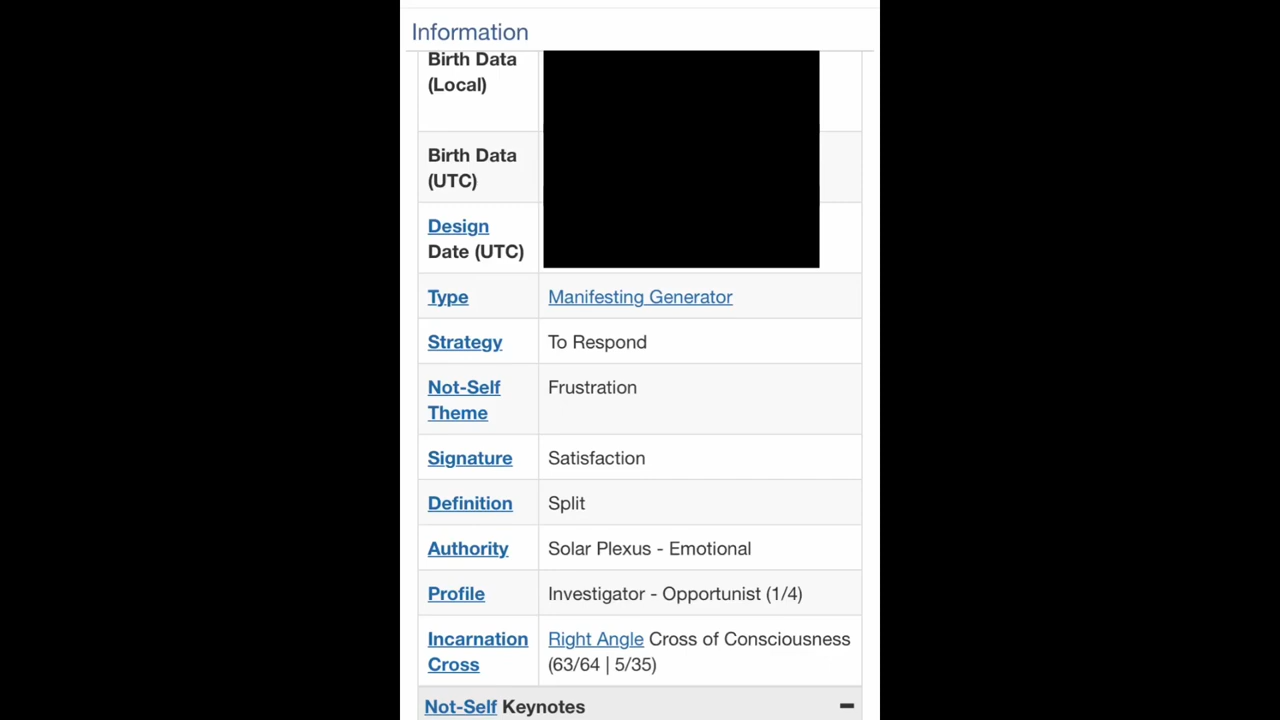 Information
Birth Data
(Local)
Birth Data
(UTC)
Design
Date (UTC)
Type Manifesting Generator
Strategy To Respond
Not-Self Frustration
Theme
Signature Satisfaction
Definition Split
Authority Solar Plexus - Emotional
Profile Investigator - Opportunist (1/4)
Incarnation Right Angle Cross of Consciousness
Cross (63/64 | 5/35)
Not-Self Keynotes